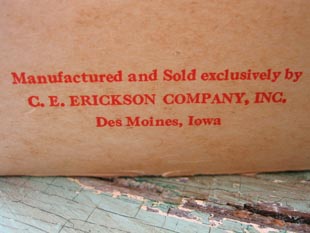 Manufactured and Sold exclusively by
C. E. ERICKSON COMPANY, INC.
Des Moines, Iowa